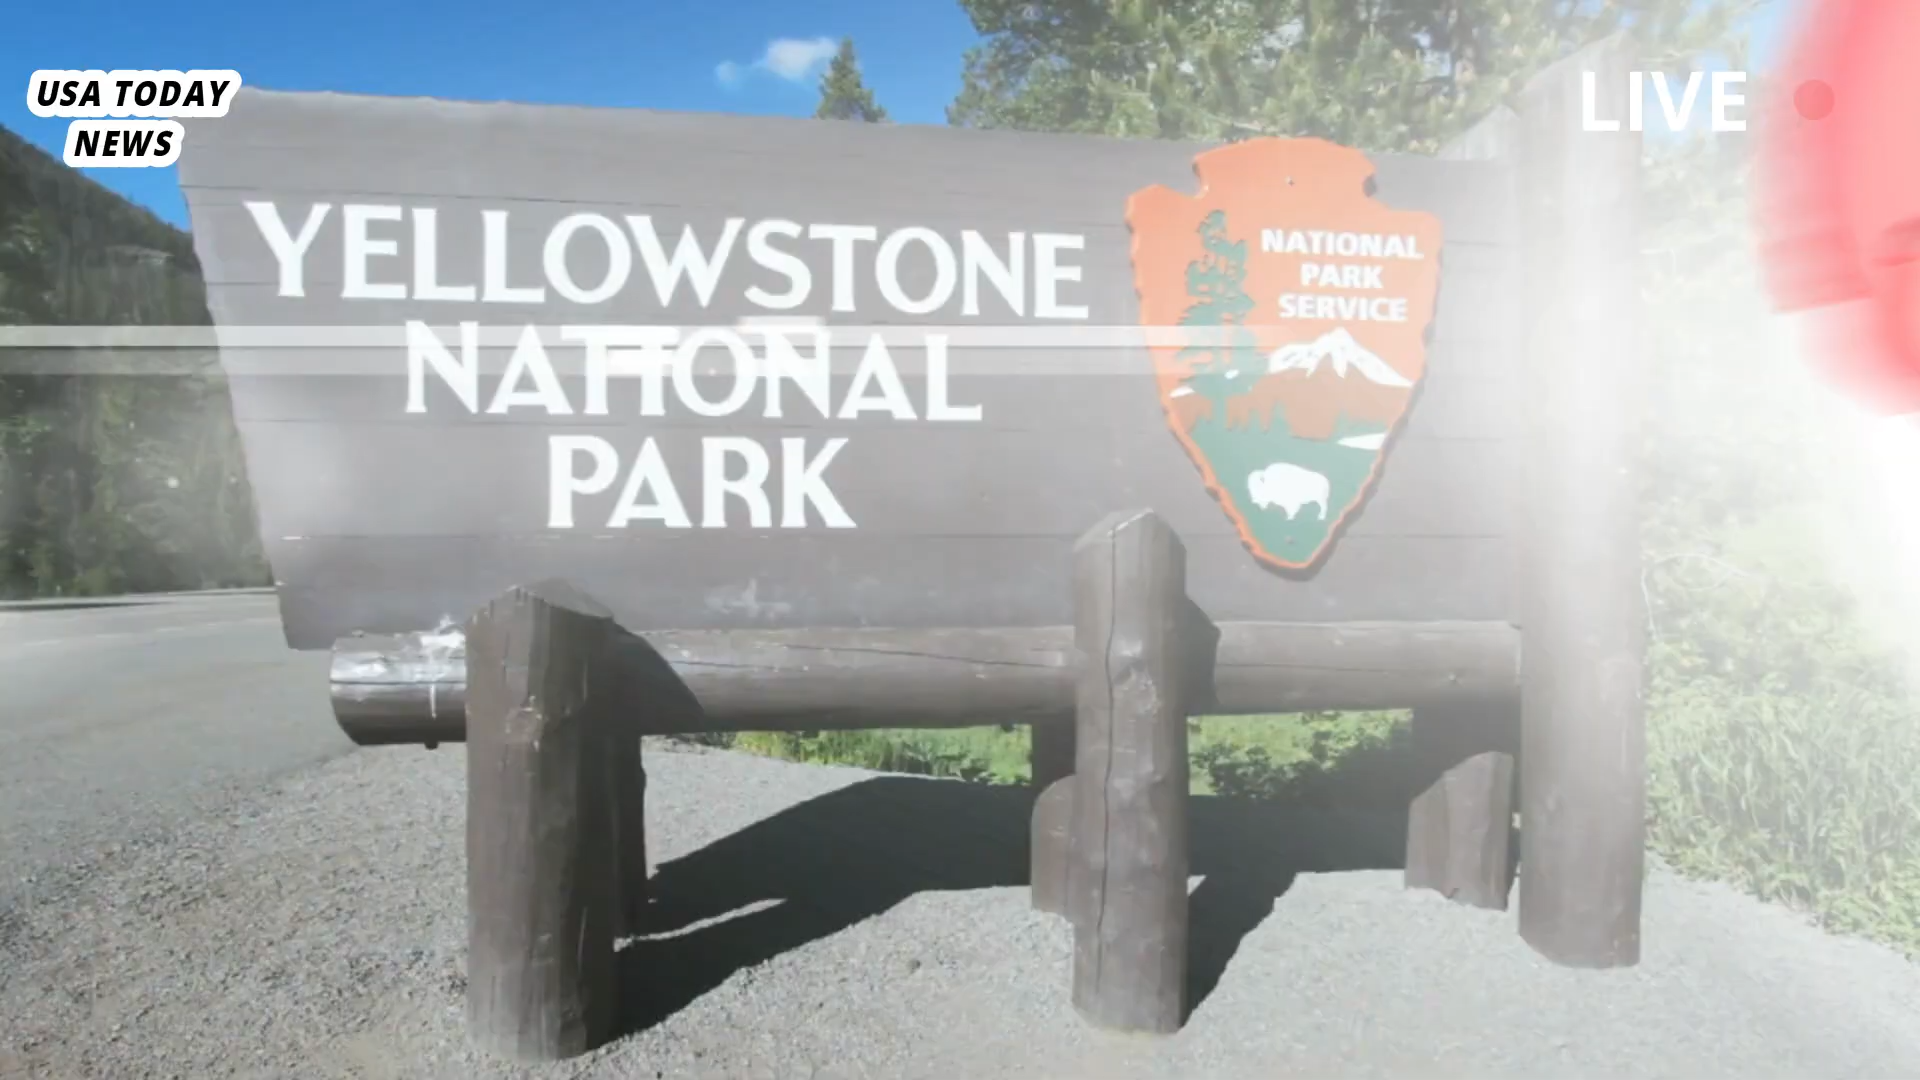 USA TODAY
NEWS
LIVE
YELLOWSTONE
NATIONAL
PARK
NATIONAL
PARK
SERVICE